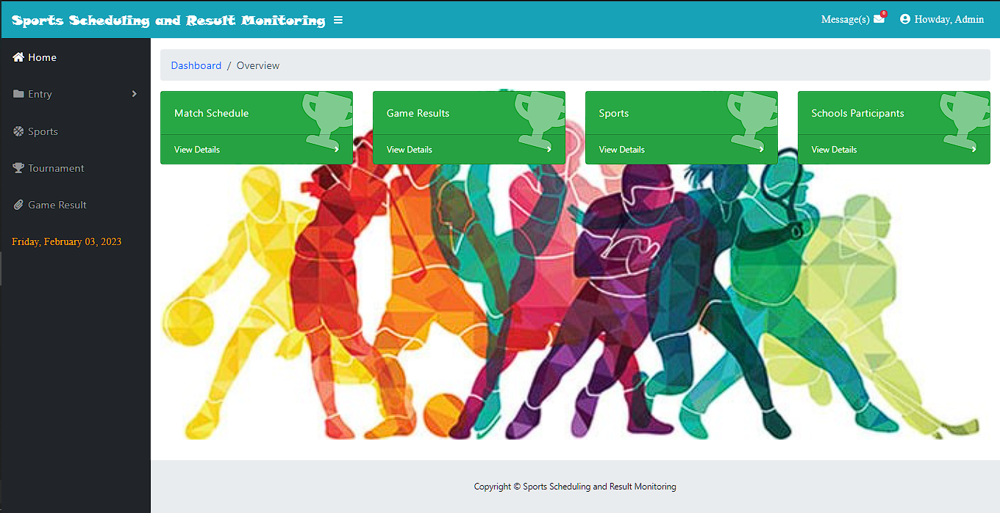 Sports Scheduling and Result Monitoring
Message(s) 0 Howday, Admin
Home
Entry
Sports
Tournament
Game Result
Friday, February 03, 2023
Dashboard / Overview
Match Schedule
View Details
Game Results
View Details
Sports
View Details
Schools Participants
View Details
Copyright © Sports Scheduling and Result Monitoring